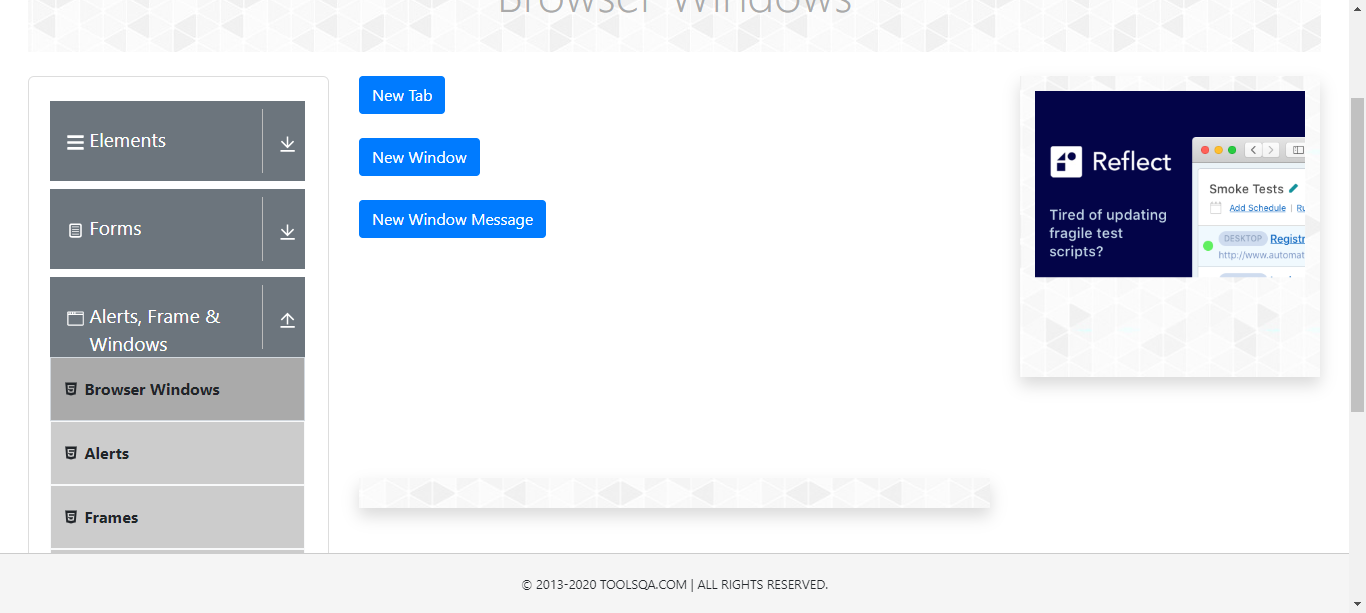 Browser Windows
Elements
Forms
Alerts, Frame &
Windows
Browser Windows
Alerts
Frames
New Tab
New Window
New Window Message
Reflect
Tired of updating
fragile test
scripts?
Smoke Tests
Add Schedule | Ru
DESKTOP Registr
http://www.automat
© 2013-2020 TOOLSQA.COM | ALL RIGHTS RESERVED.